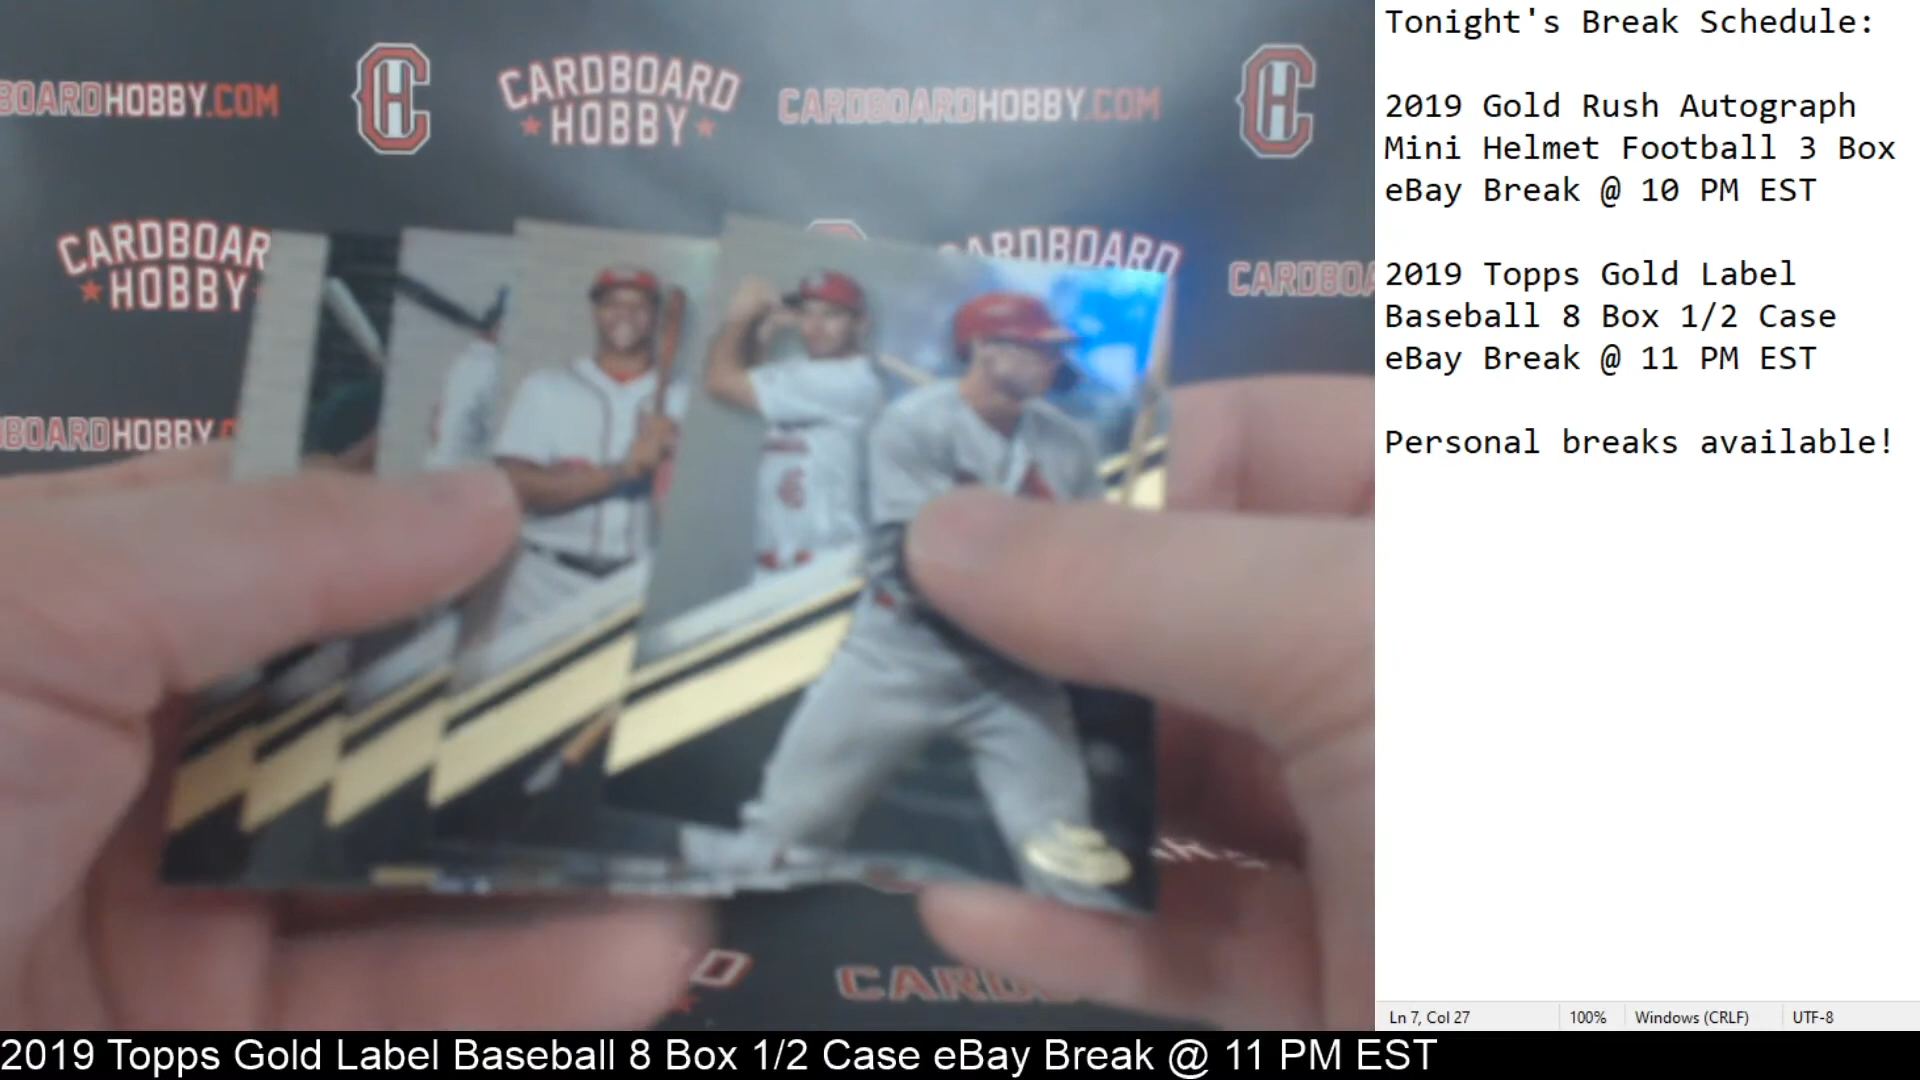 BOARDHOBBY.COM
CARDBOARD
HOBBY
CARDBOARDHOBBY.COM
CARDBOAR
HOBBY
CARDBOARD
CARDBOA
BOARDHOBBY
6
CARD
Tonight's Break Schedule:
2019 Gold Rush Autograph
Mini Helmet Football 3 Box
eBay Break @ 10 PM EST
2019 Topps Gold Label
Baseball 8 Box 1/2 Case
eBay Break @ 11 PM EST
Personal breaks available!
Ln 7, Col 27
100%
Windows (CRLF)
UTF-8
2019 Topps Gold Label Baseball 8 Box 1/2 Case eBay Break @ 11 PM EST